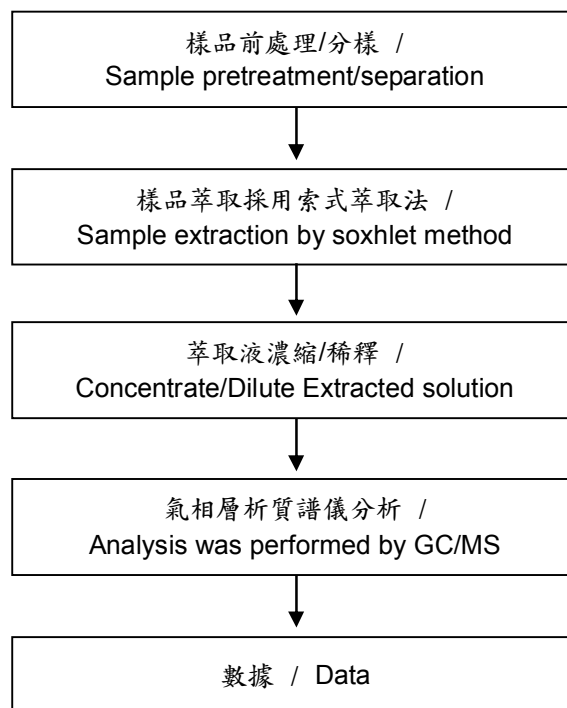 樣品前處理/分樣 /
Sample pretreatment/separation
樣品萃取採用索式萃取法 /
Sample extraction by soxhlet method
萃取液濃縮/稀釋 /
Concentrate/Dilute Extracted solution
氣相層析質譜儀分析 /
Analysis was performed by GC/MS
數據 / Data